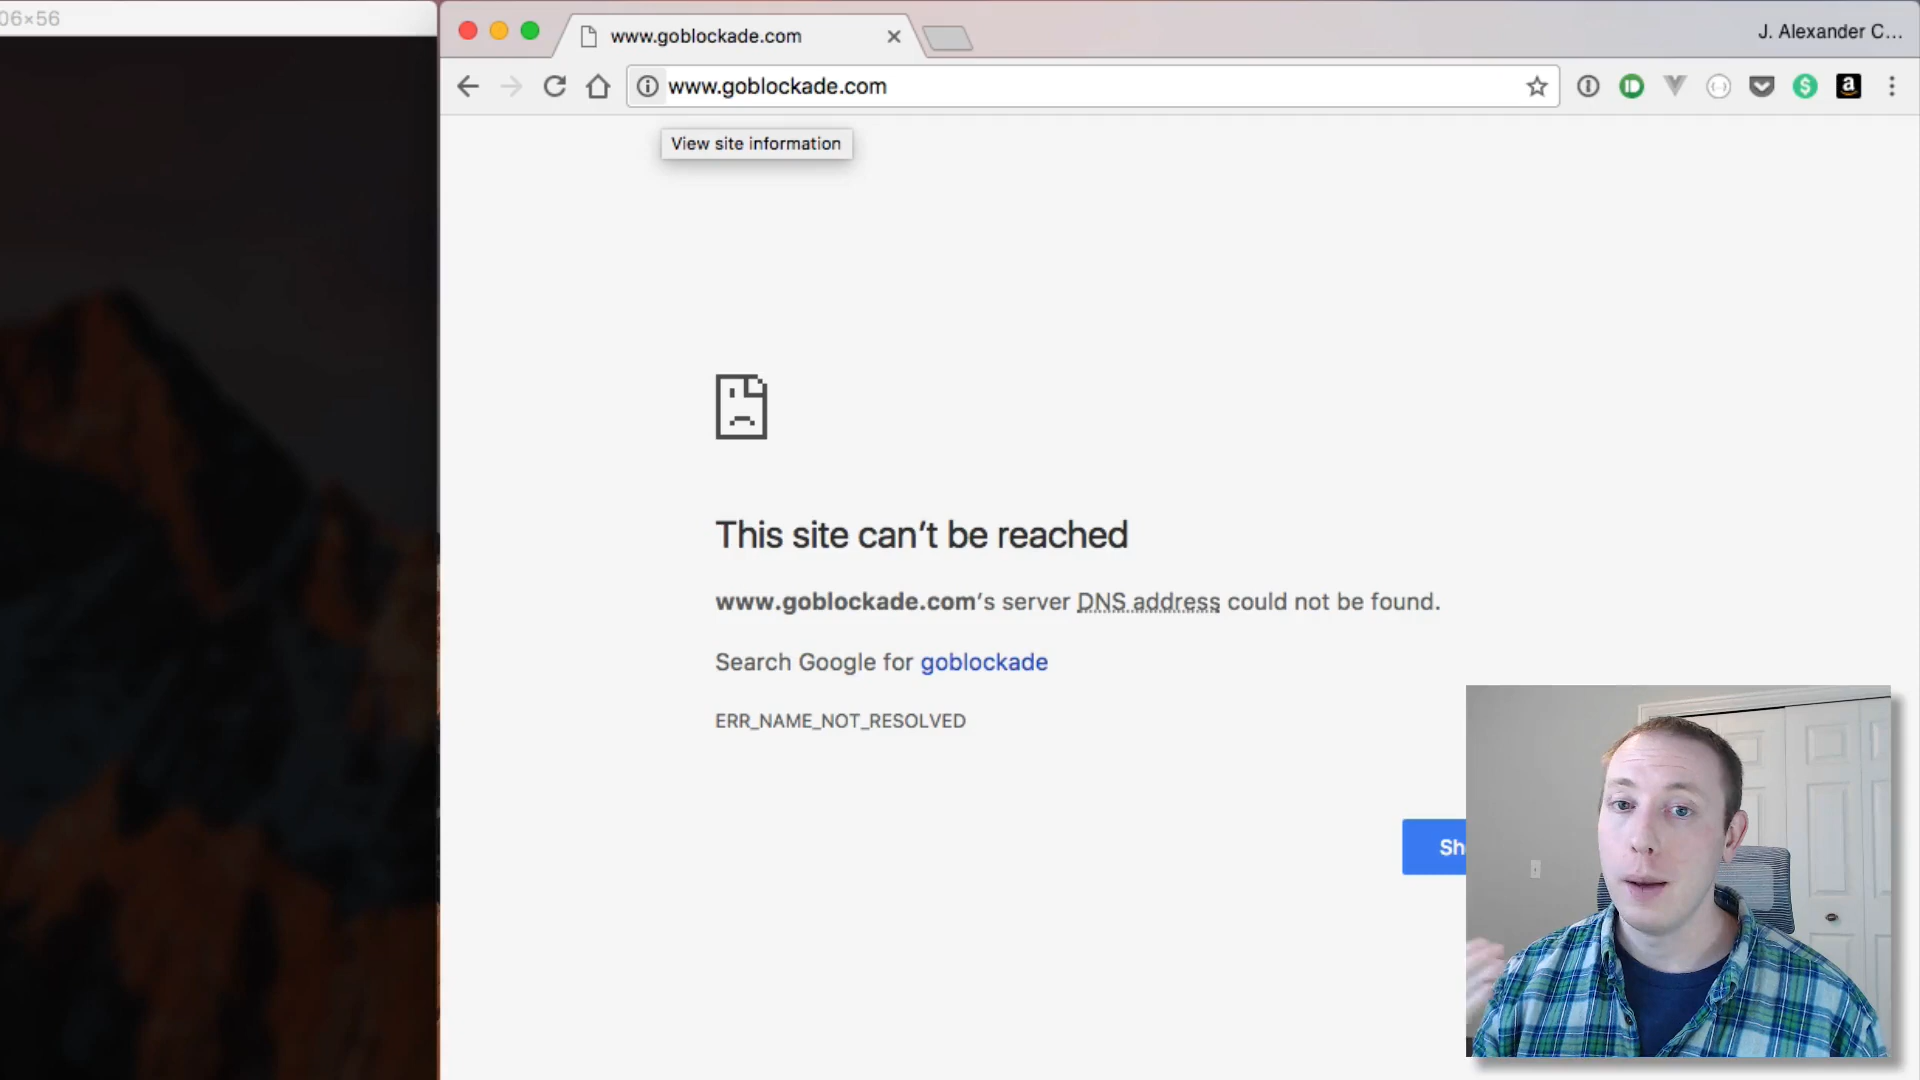 06×56
www.goblockade.com
J. Alexander C...
www.goblockade.com
View site information
This site can't be reached
www.goblockade.com's server DNS address could not be found.
Search Google for goblockade
ERR_NAME_NOT_RESOLVED
Sh